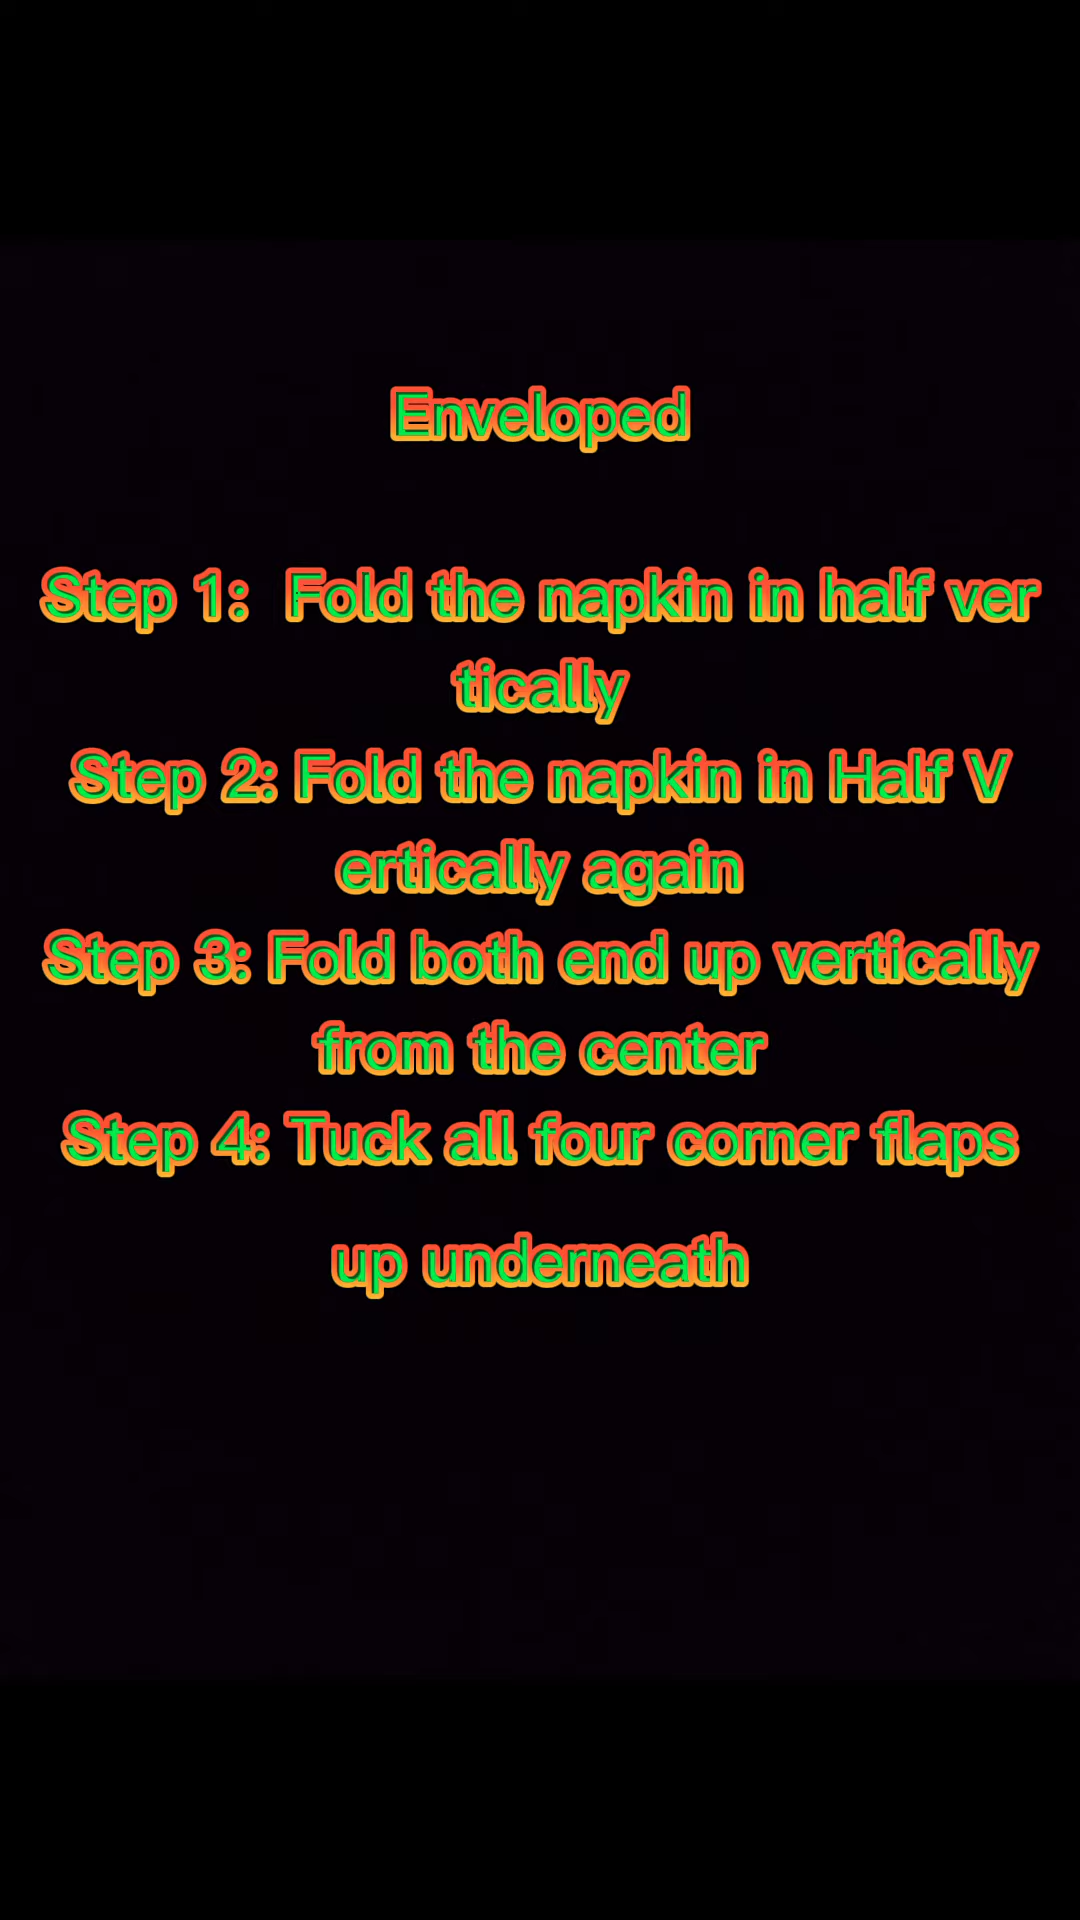 Enveloped
Step 1:  Fold the napkin in half ver
tically
Step 2: Fold the napkin in Half V
ertically again
Step 3: Fold both end up vertically
from the center
Step 4: Tuck all four corner flaps
up underneath